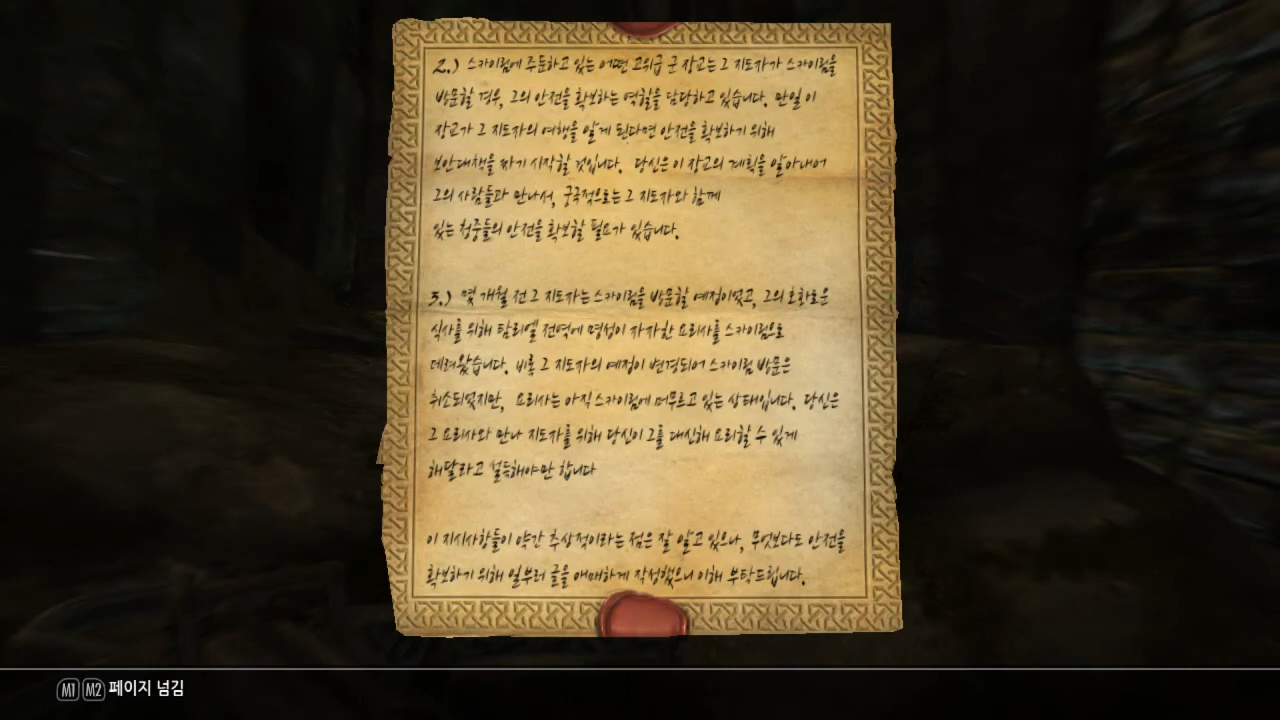 2.) 스카이림에 주둔하고 있는 어떤 고위급 군 장교는 그 지도자가 스카이림을
방문할 경우, 그의 안전을 확보하는 역할을 담당하고 있습니다. 만일 이
장교가 그 지도자의 여행을 알게 된다면 안전을 확보하기 위해
보안대책을 짜기 시작할 것입니다. 당신은 이 장교의 계획을 알아내어
그의 사람들과 만나서, 궁극적으로는 그 지도자와 함께
있는 청중들의 안전을 확보할 필요가 있습니다.
3.) 몇 개월 전 그 지도자는 스카이림을 방문할 예정이었고, 그의 호화로운
식사를 위해 탐리엘 전역에 명성이 자자한 요리사를 스카이림으로
데려왔습니다. 비록 그 지도자의 예정이 변경되어 스카이림 방문은
취소되었지만, 요리사는 아직 스카이림에 머무르고 있는 상태입니다. 당신은
그 요리사와 만나 지도자를 위해 당신이 그를 대신해 요리할 수 있게
해달라고 설득해야만 합니다
이 지시사항들이 약간 추상적이라는 점은 잘 알고 있으나, 무엇보다도 안전을
확보하기 위해 일부러 글을 애매하게 작성했으니 이해 부탁드립니다.
M1 M2 페이지 넘김